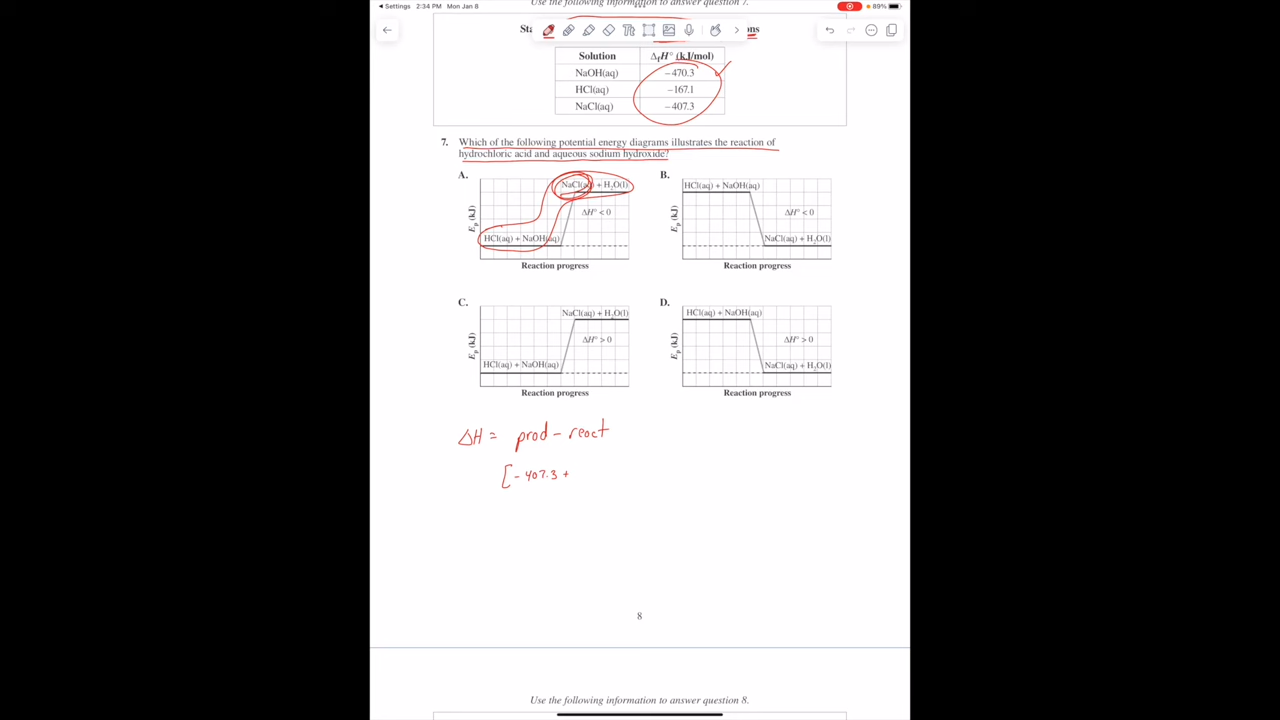 Settings 2:34 PM Mon Jan 8 89%
Use the following information to answer question 7.
ons
Solution ΔfH° (kJ/mol)
NaOH(aq) −470.3
HCl(aq) −167.1
NaCl(aq) −407.3
7. Which of the following potential energy diagrams illustrates the reaction of
hydrochloric acid and aqueous sodium hydroxide?
A.
NaCl(aq) + H2O(l)
ΔH° < 0
Ep (kJ)
HCl(aq) + NaOH(aq)
Reaction progress
B.
HCl(aq) + NaOH(aq)
ΔH° < 0
Ep (kJ)
NaCl(aq) + H2O(l)
Reaction progress
C.
NaCl(aq) + H2O(l)
ΔH° > 0
Ep (kJ)
HCl(aq) + NaOH(aq)
Reaction progress
D.
HCl(aq) + NaOH(aq)
ΔH° > 0
Ep (kJ)
NaCl(aq) + H2O(l)
Reaction progress
ΔH = prod − react
[ − 407.3 +
8
Use the following information to answer question 8.